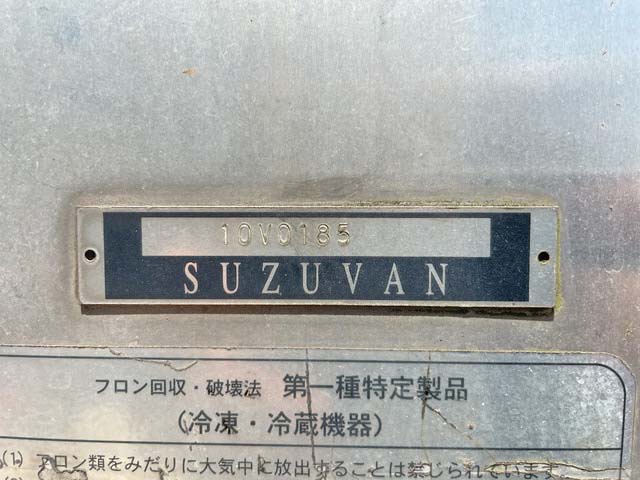 10V0185
SUZUVAN
フロン回収・破壊法 第一種特定製品
(冷凍・冷蔵機器)
(1) フロン類をみだりに大気中に放出することは禁じられています。